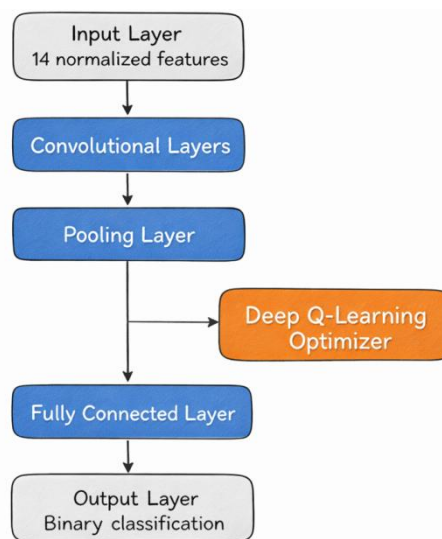 Input Layer
14 normalized features
Convolutional Layers
Pooling Layer
Deep Q-Learning
Optimizer
Fully Connected Layer
Output Layer
Binary classification